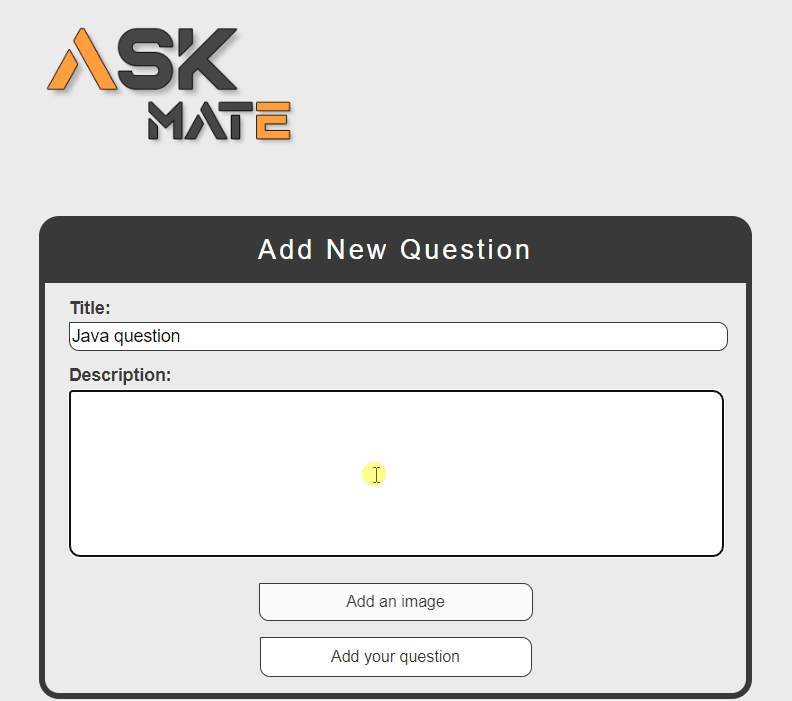 ASK
MATE
Add New Question
Title:
Java question
Description:
Add an image
Add your question